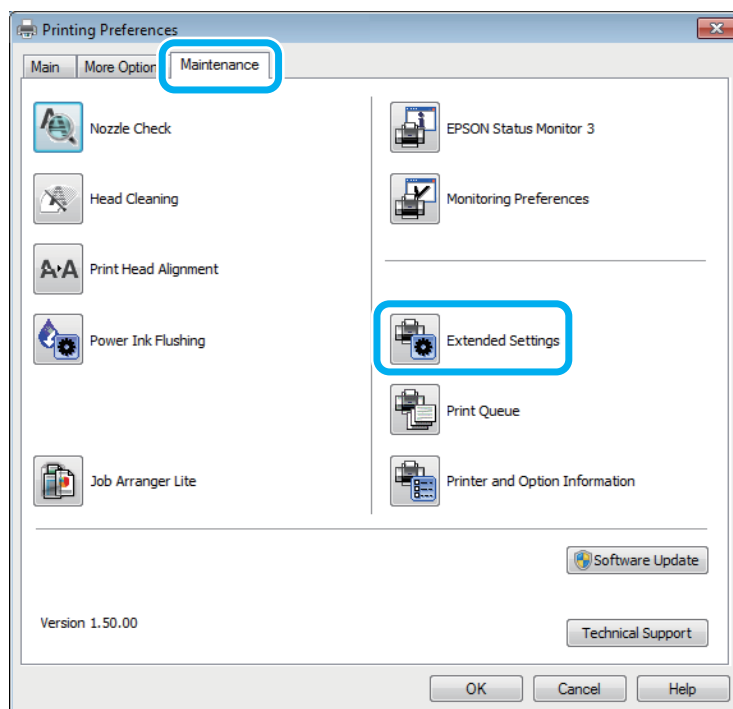 Printing Preferences
Main
More Option
Maintenance
Nozzle Check
Head Cleaning
Print Head Alignment
Power Ink Flushing
Job Arranger Lite
EPSON Status Monitor 3
Monitoring Preferences
Extended Settings
Print Queue
Printer and Option Information
Software Update
Version 1.50.00
Technical Support
OK
Cancel
Help